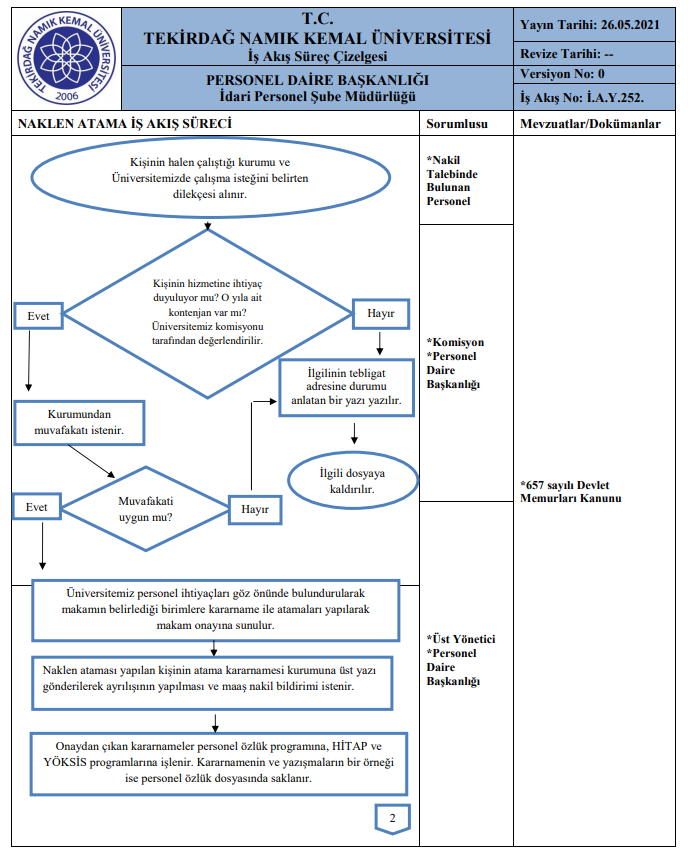 TEKİRDAĞ NAMIK KEMAL ÜNİVERSİTESİ
2006
T.C.
TEKİRDAĞ NAMIK KEMAL ÜNİVERSİTESİ
İş Akış Süreç Çizelgesi
PERSONEL DAİRE BAŞKANLIĞI
İdari Personel Şube Müdürlüğü
Yayın Tarihi: 26.05.2021
Revize Tarihi: --
Versiyon No: 0
İş Akış No: İ.A.Y.252.
NAKLEN ATAMA İŞ AKIŞ SÜRECİ
Sorumlusu
Mevzuatlar/Dokümanlar
Kişinin halen çalıştığı kurumu ve
Üniversitemizde çalışma isteğini belirten
dilekçesi alınır.
*Nakil
Talebinde
Bulunan
Personel
Kişinin hizmetine ihtiyaç
duyuluyor mu? O yıla ait
kontenjan var mı?
Üniversitemiz komisyonu
tarafından değerlendirilir.
Evet
Hayır
*Komisyon
*Personel
Daire
Başkanlığı
İlgilinin tebligat
adresine durumu
anlatan bir yazı yazılır.
Kurumundan
muvafakatı istenir.
İlgili dosyaya
kaldırılır.
Evet
Muvafakati
uygun mu?
Hayır
*657 sayılı Devlet
Memurları Kanunu
Üniversitemiz personel ihtiyaçları göz önünde bulundurularak
makamın belirlediği birimlere kararname ile atamaları yapılarak
makam onayına sunulur.
*Üst Yönetici
*Personel
Daire
Başkanlığı
Naklen ataması yapılan kişinin atama kararnamesi kurumuna üst yazı
gönderilerek ayrılışının yapılması ve maaş nakil bildirimi istenir.
Onaydan çıkan kararnameler personel özlük programına, HİTAP ve
YÖKSİS programlarına işlenir. Kararnamenin ve yazışmaların bir örneği
ise personel özlük dosyasında saklanır.
2